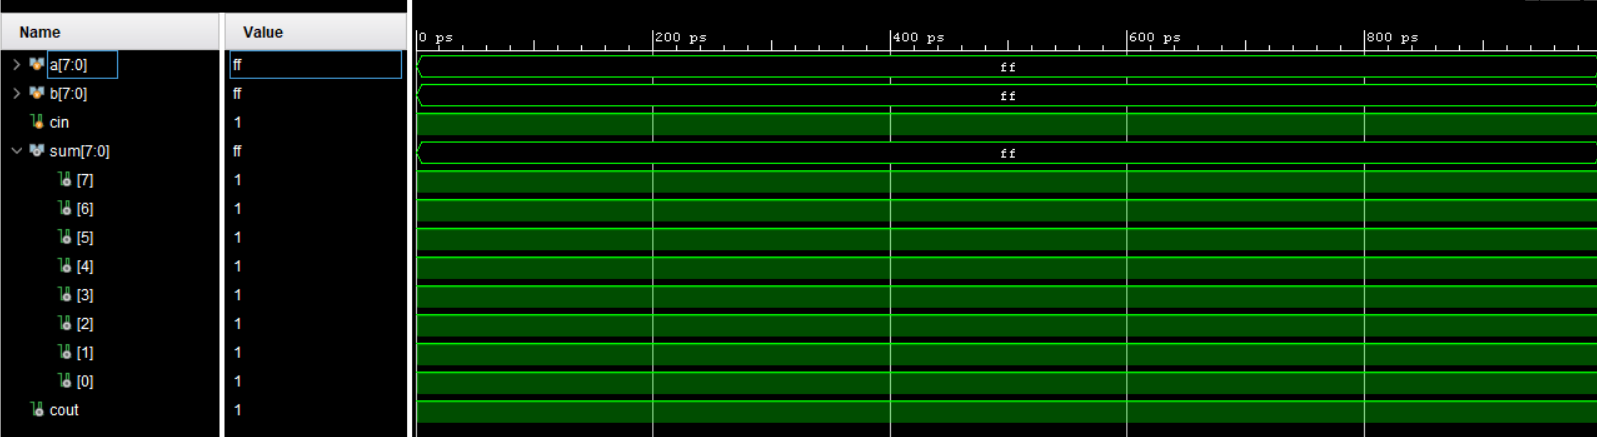 Name Value 0 ps 200 ps 400 ps 600 ps 800 ps
a[7:0] ff ff
b[7:0] ff ff
cin 1
sum[7:0] ff ff
[7] 1
[6] 1
[5] 1
[4] 1
[3] 1
[2] 1
[1] 1
[0] 1
cout 1